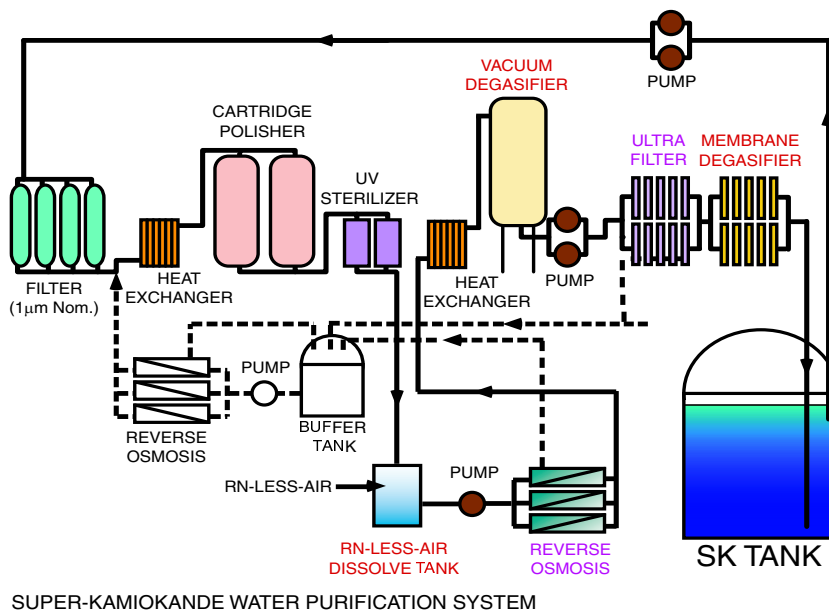 PUMP
VACUUM
DEGASIFIER
CARTRIDGE
POLISHER
ULTRA
FILTER
MEMBRANE
DEGASIFIER
UV
STERILIZER
FILTER
(1µm Nom.)
HEAT
EXCHANGER
HEAT
EXCHANGER
PUMP
PUMP
REVERSE
OSMOSIS
BUFFER
TANK
RN-LESS-AIR
PUMP
RN-LESS-AIR
DISSOLVE TANK
REVERSE
OSMOSIS
SK TANK
SUPER-KAMIOKANDE WATER PURIFICATION SYSTEM